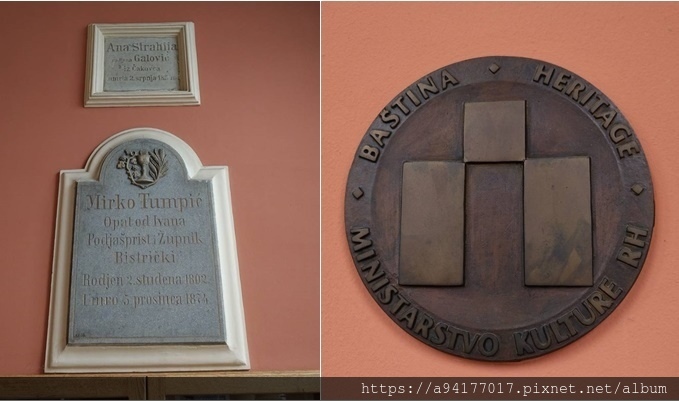 Ana Strahija
Galović
Mirko Tumpić
Opat od Ivana
Podjašprist. Župnik
Bistrički
Rodjen 2. studena 1802.
Umro 5. prosinca 1874.
BAŠTINA ◆ HERITAGE
MINISTARSTVO KULTURE RH
https://a94177017.pixnet.net/album